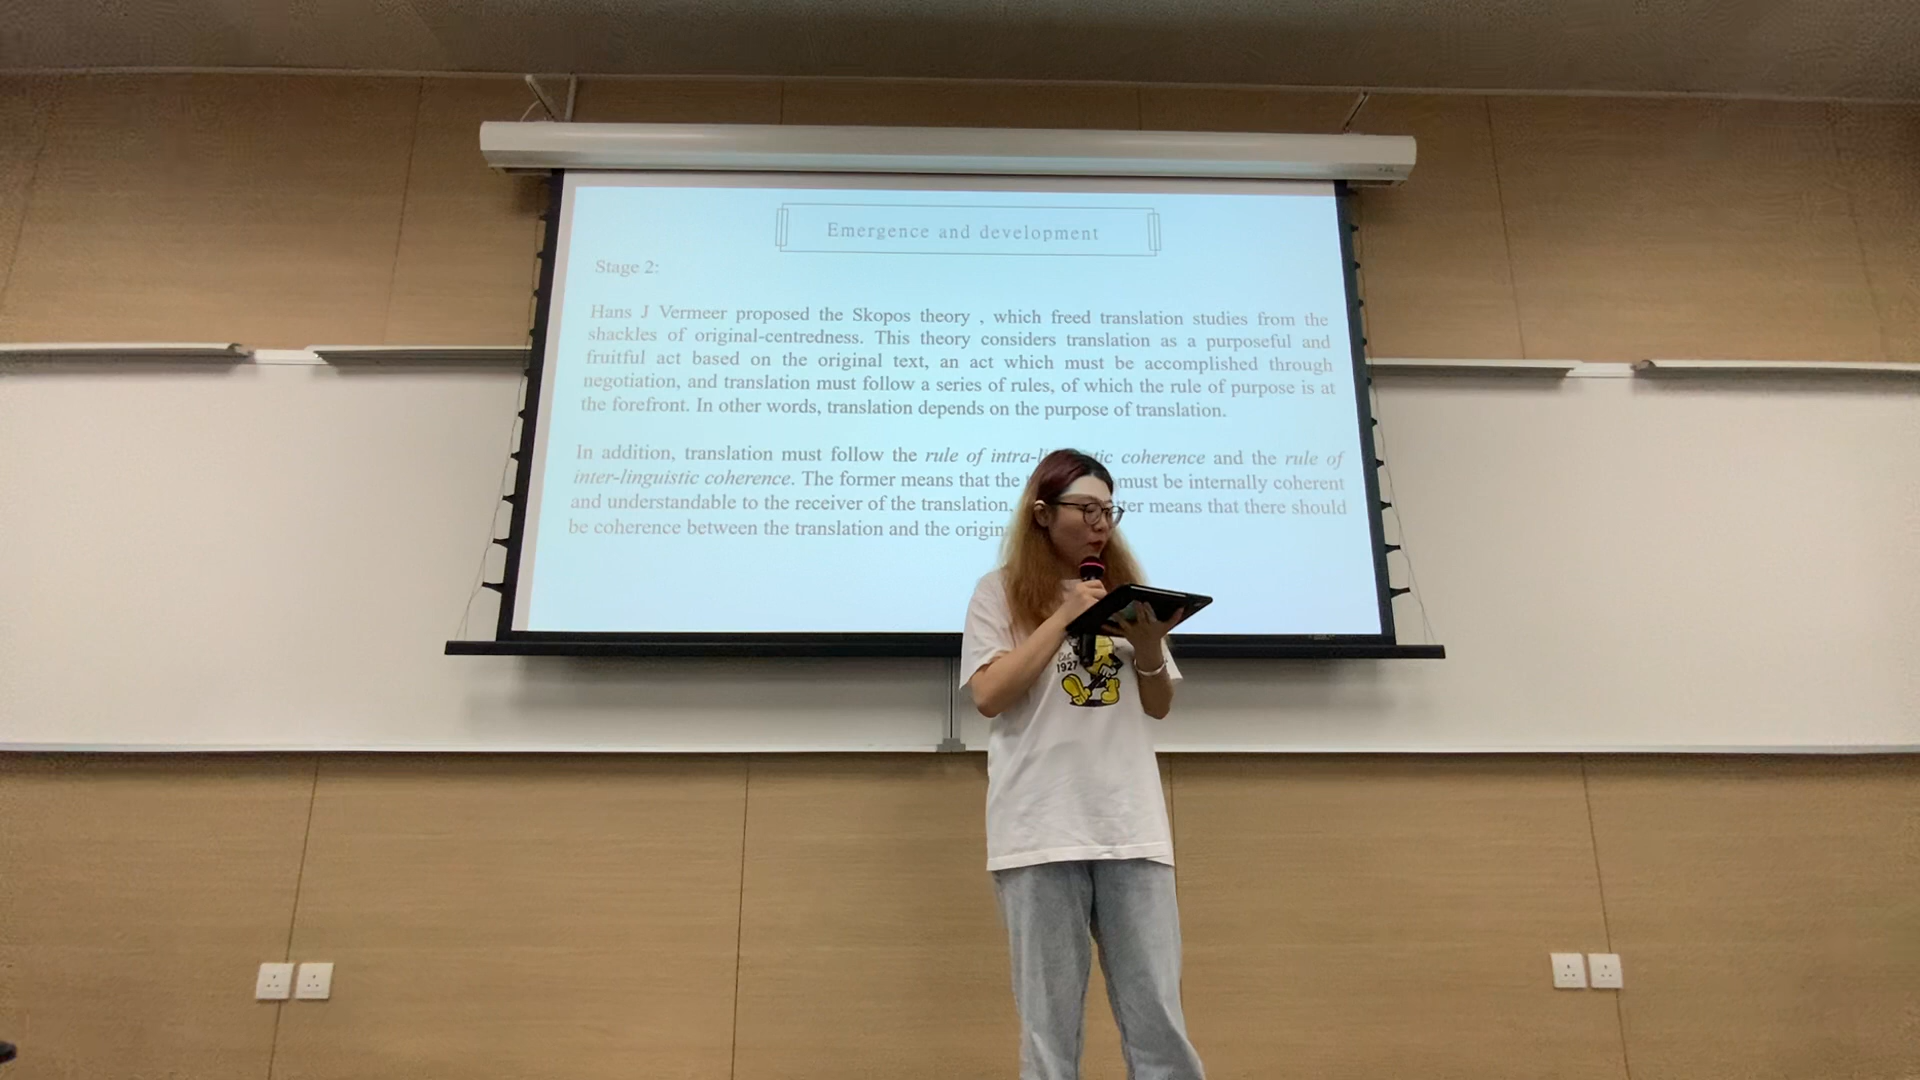 Emergence and development
Stage 2:
Hans J Vermeer proposed the Skopos theory , which freed translation studies from the
shackles of original-centredness. This theory considers translation as a purposeful and
fruitful act based on the original text, an act which must be accomplished through
negotiation, and translation must follow a series of rules, of which the rule of purpose is at
the forefront. In other words, translation depends on the purpose of translation.
In addition, translation must follow the rule of coherence and the rule of
inter-linguistic coherence. The former means that the must be internally coherent
and understandable to the receiver of the translation, means that there should
be coherence between the translation and the
1927